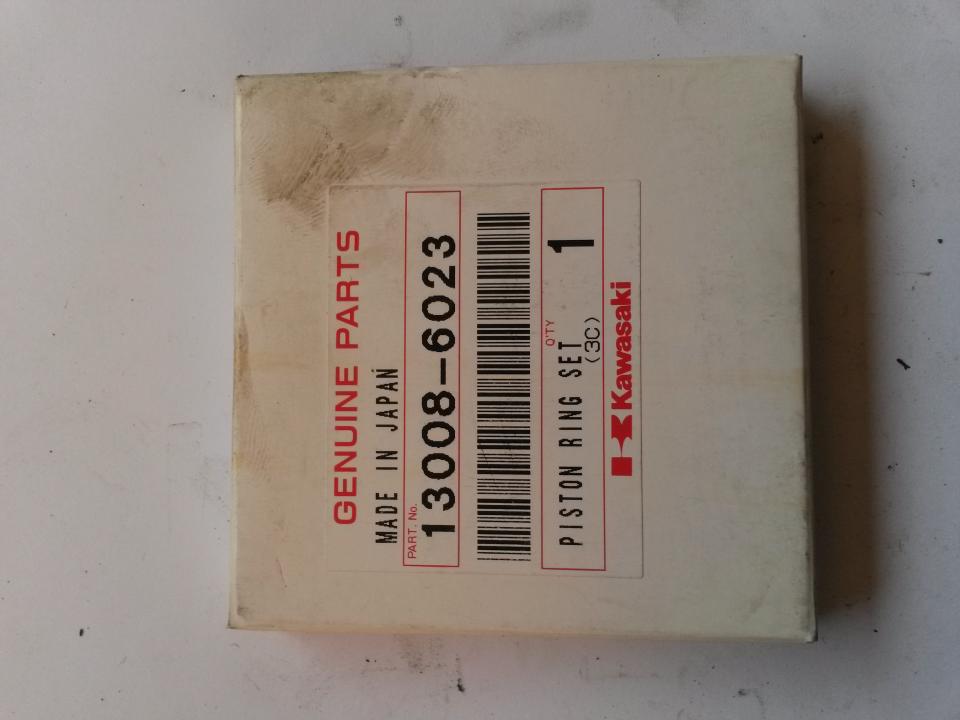 GENUINE PARTS
MADE IN JAPAN
PART. No.
13008-6023
Q'TY
PISTON RING SET 1
(3C)
Kawasaki